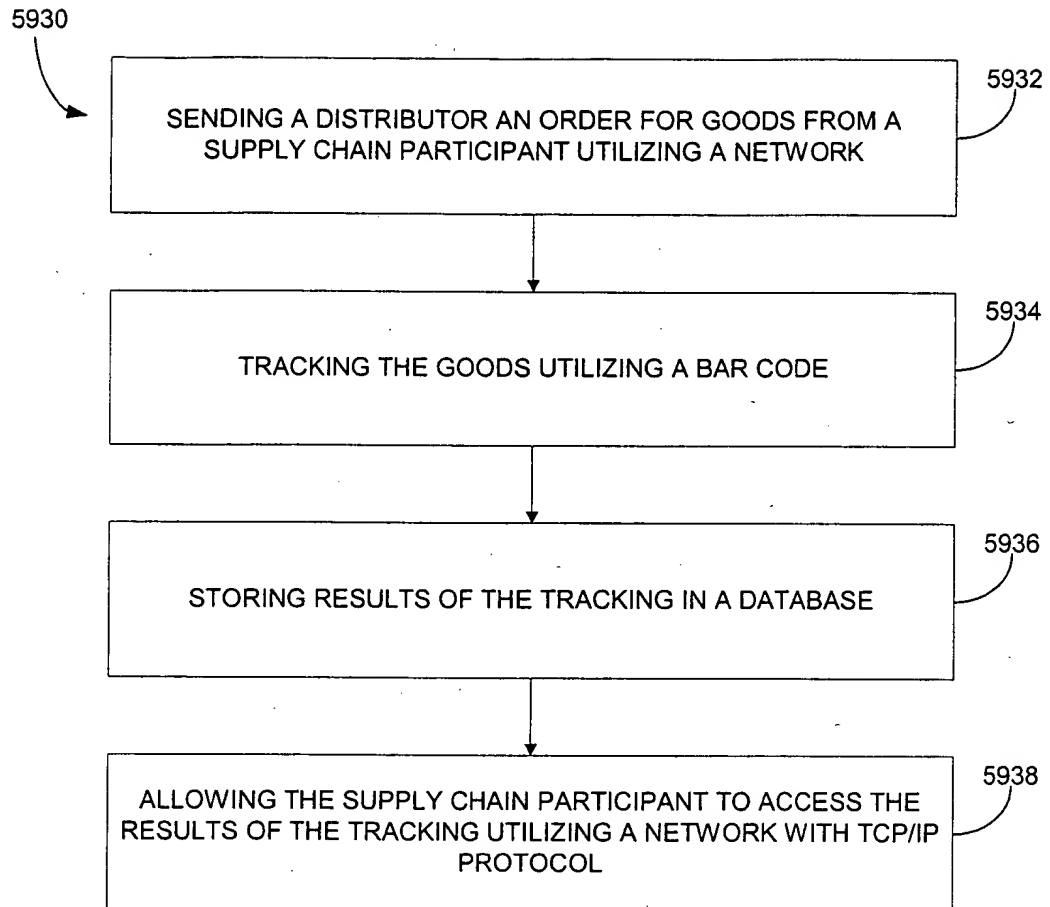 5930
5932
SENDING A DISTRIBUTOR AN ORDER FOR GOODS FROM A
SUPPLY CHAIN PARTICIPANT UTILIZING A NETWORK
5934
TRACKING THE GOODS UTILIZING A BAR CODE
5936
STORING RESULTS OF THE TRACKING IN A DATABASE
5938
ALLOWING THE SUPPLY CHAIN PARTICIPANT TO ACCESS THE
RESULTS OF THE TRACKING UTILIZING A NETWORK WITH TCP/IP
PROTOCOL